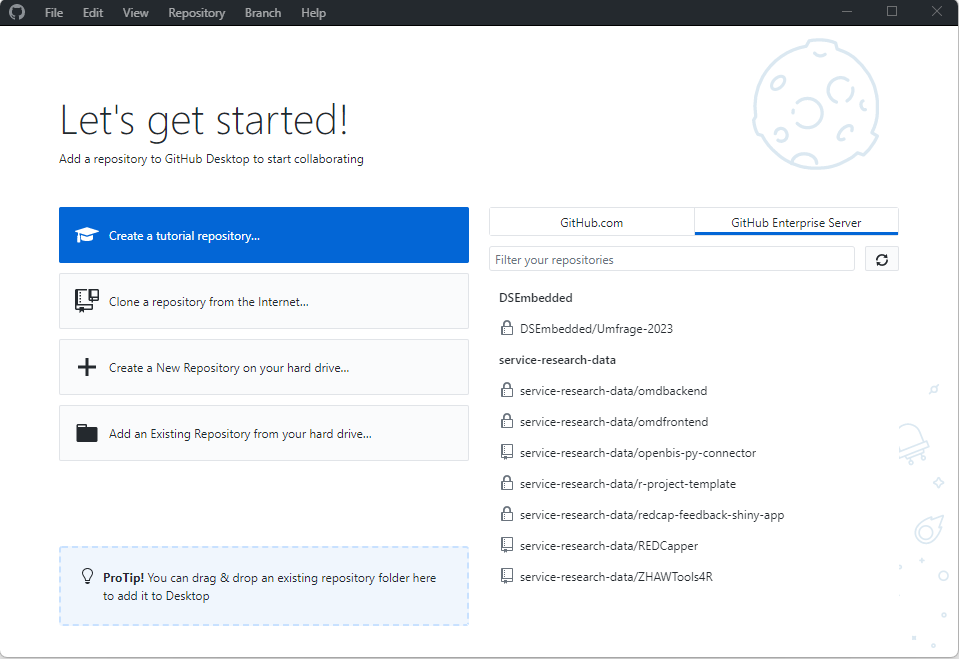 File Edit View Repository Branch Help
Let's get started!
Add a repository to GitHub Desktop to start collaborating
Create a tutorial repository...
Clone a repository from the Internet...
Create a New Repository on your hard drive...
Add an Existing Repository from your hard drive...
ProTip! You can drag & drop an existing repository folder here
to add it to Desktop
GitHub.com GitHub Enterprise Server
Filter your repositories
DSEmbedded
DSEmbedded/Umfrage-2023
service-research-data
service-research-data/omdbackend
service-research-data/omdfrontend
service-research-data/openbis-py-connector
service-research-data/r-project-template
service-research-data/redcap-feedback-shiny-app
service-research-data/REDCapper
service-research-data/ZHAWTools4R